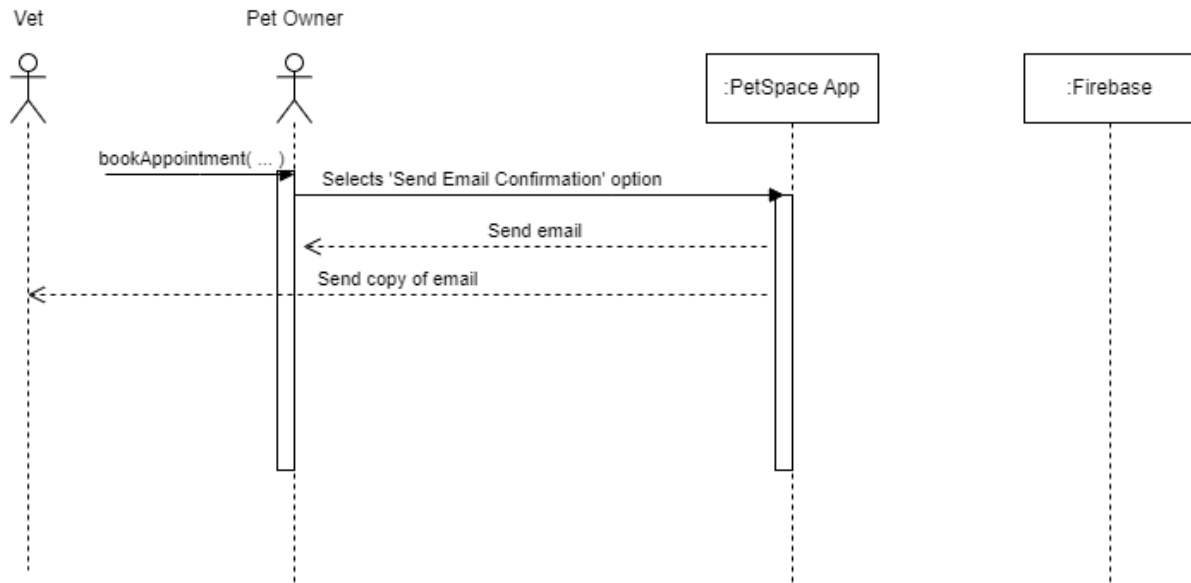 Vet
Pet Owner
:PetSpace App
:Firebase
bookAppointment( ... )
Selects 'Send Email Confirmation' option
Send email
Send copy of email